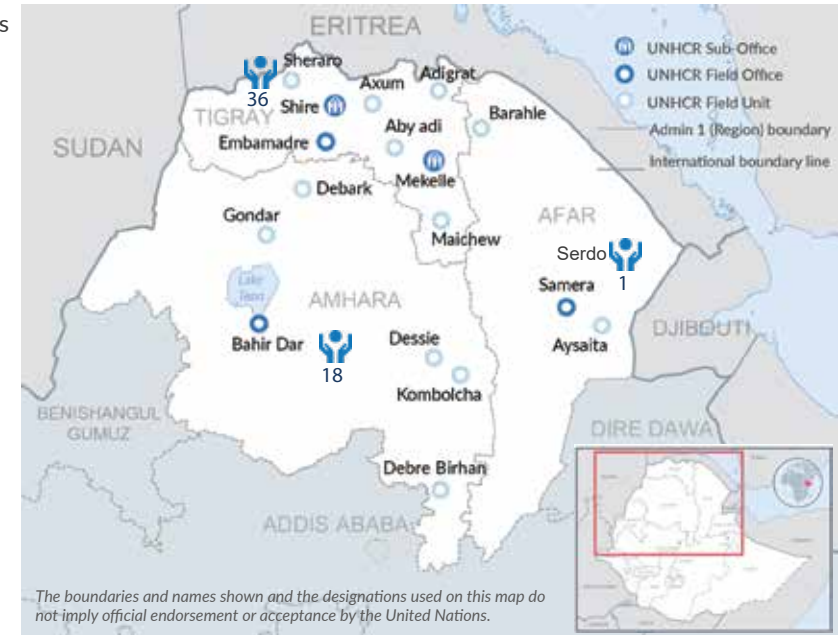 s
ERITREA
UNHCR Sub-Office
UNHCR Field Office
UNHCR Field Unit
Admin 1 (Region) boundary
International boundary line
Sheraro
36
TIGRAY
Shire
Axum
Adigrat
Embamadre
Aby adi
Barahle
SUDAN
Mekelle
Debark
Gondar
Maichew
AFAR
Serdo
1
Lake
Tana
AMHARA
Samera
Bahir Dar
18
Dessie
Aysaita
DJIBOUTI
Kombolcha
BENISHANGUL
GUMUZ
DIRE DAWA
Debre Birhan
ADDIS ABABA
The boundaries and names shown and the designations used on this map do
not imply official endorsement or acceptance by the United Nations.